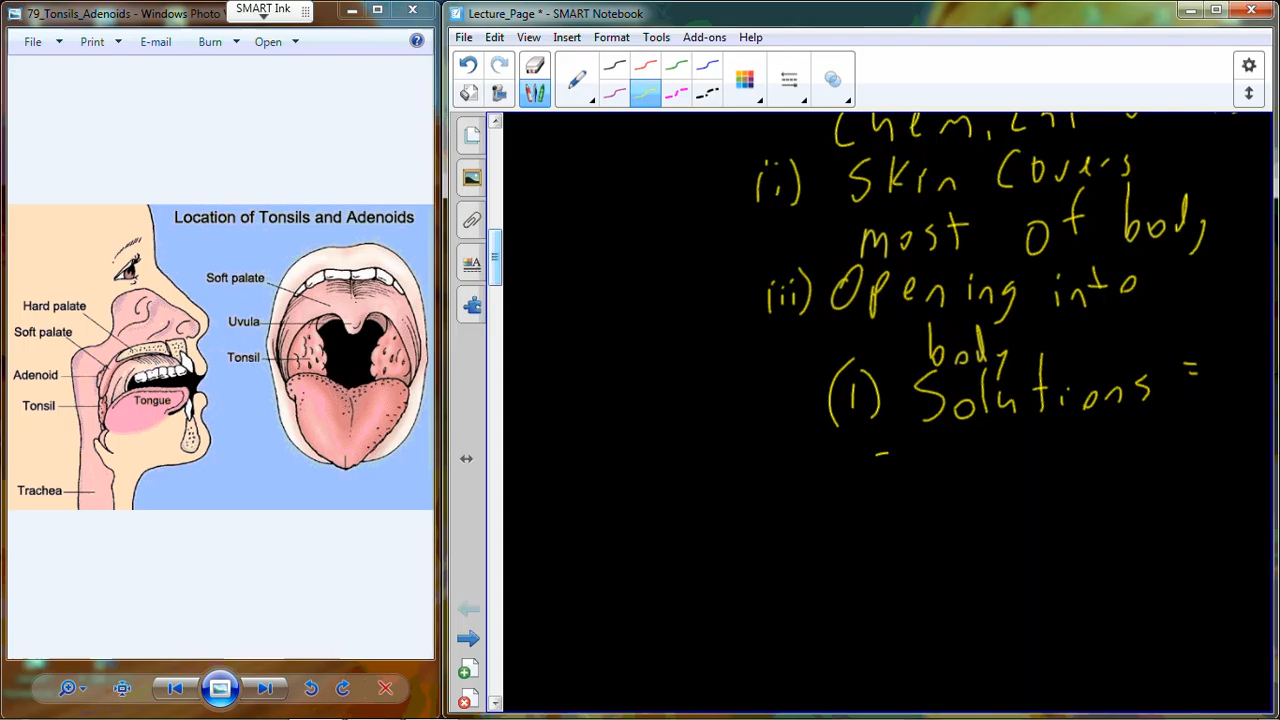 79_Tonsils_Adenoids - Windows Photo
SMART Ink
File Print E-mail Burn Open
Location of Tonsils and Adenoids
Soft palate
Hard palate
Uvula
Soft palate
Tonsil
Adenoid
Tongue
Tonsil
Trachea
Lecture_Page * - SMART Notebook
File Edit View Insert Format Tools Add-ons Help
Chem,
ii) Skin Covers
most of body
iii) Opening into
body
(1) Solutions =